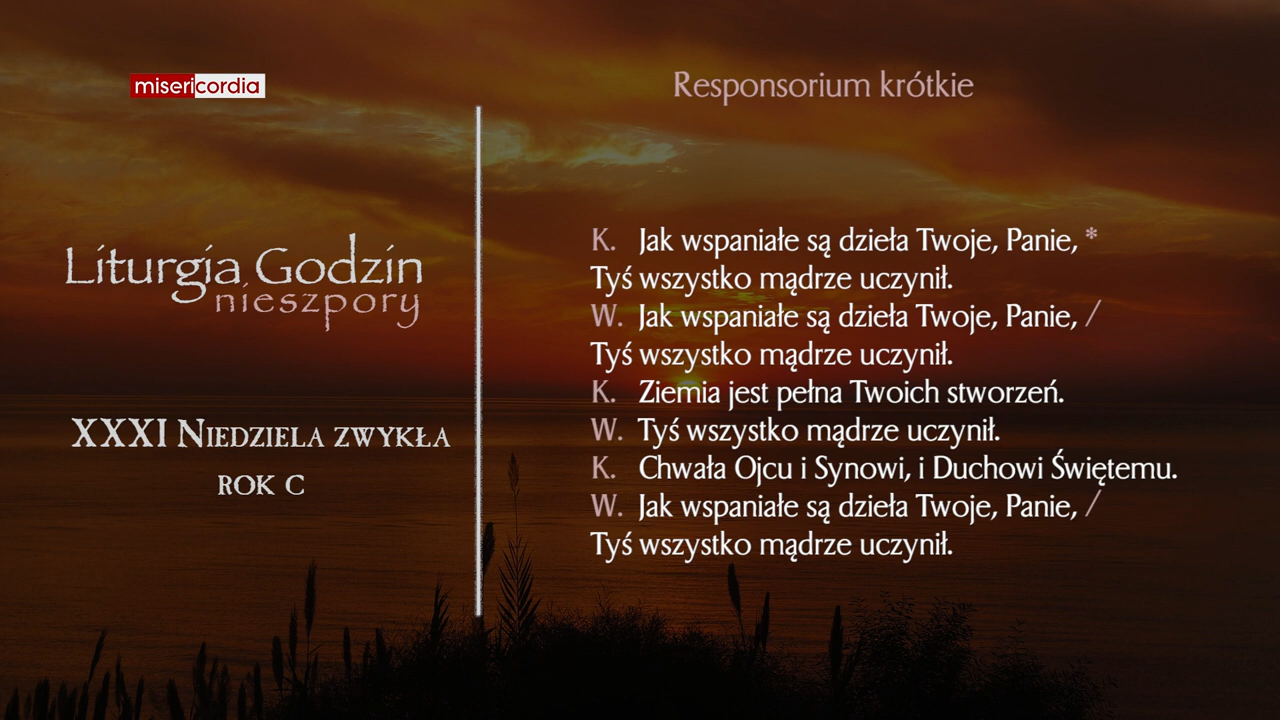 misericordia
Liturgia Godzin
nieszpory
XXXI Niedziela zwykła
rok C
Responsorium krótkie
K. Jak wspaniałe są dzieła Twoje, Panie, *
Tyś wszystko mądrze uczynił.
W. Jak wspaniałe są dzieła Twoje, Panie, /
Tyś wszystko mądrze uczynił.
K. Ziemia jest pełna Twoich stworzeń.
W. Tyś wszystko mądrze uczynił.
K. Chwała Ojcu i Synowi, i Duchowi Świętemu.
W. Jak wspaniałe są dzieła Twoje, Panie, /
Tyś wszystko mądrze uczynił.